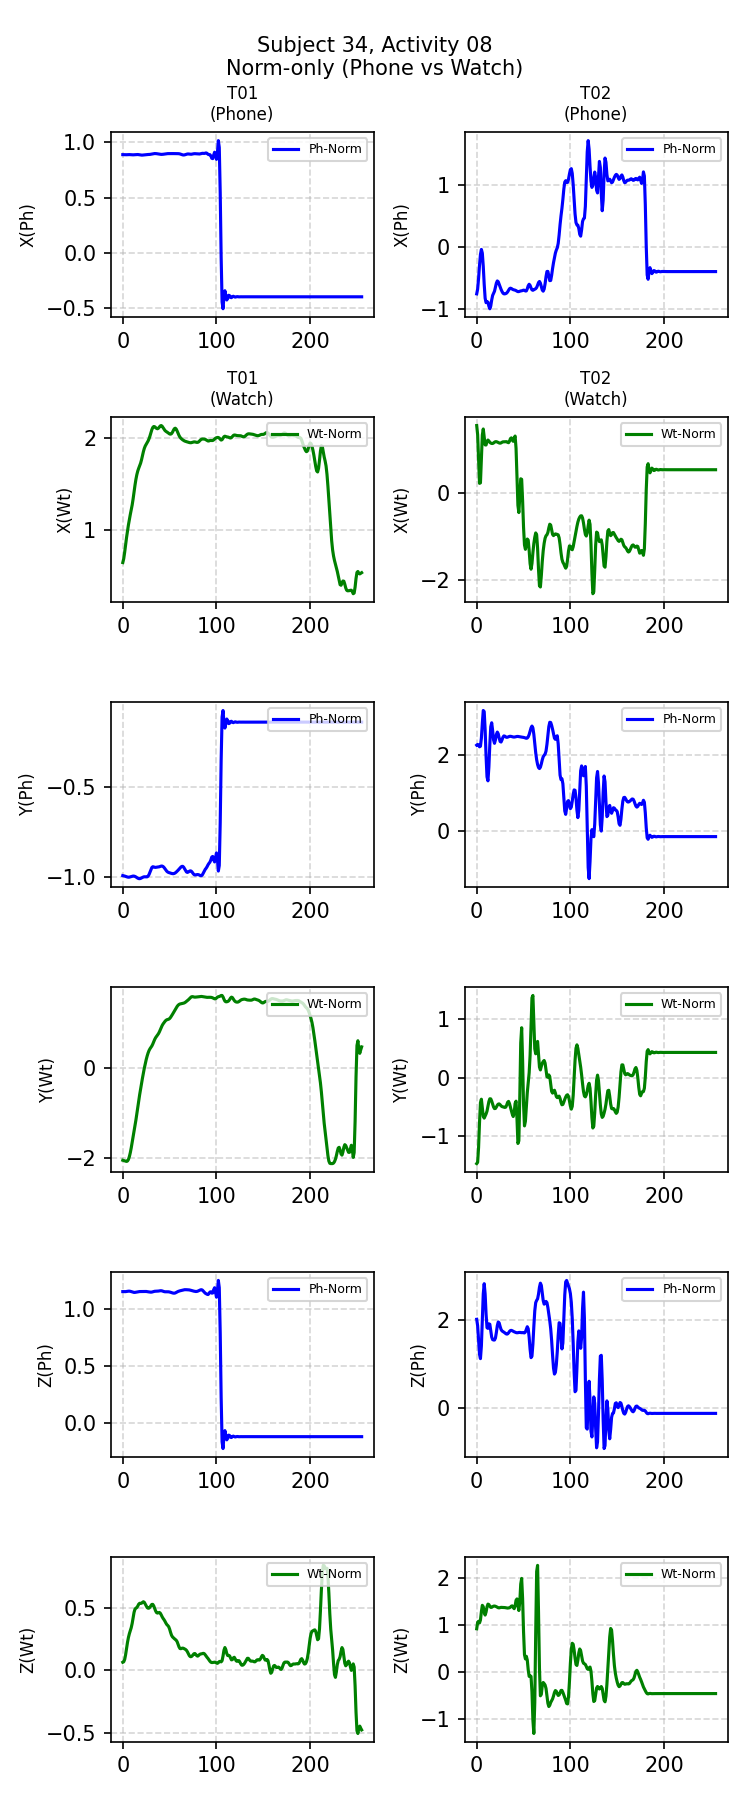 Subject 34, Activity 08
Norm-only (Phone vs Watch)
T01
(Phone)
T02
(Phone)
X(Ph)
1.0
0.5
0.0
−0.5
Ph-Norm
0 100 200
X(Ph)
1
0
−1
Ph-Norm
0 100 200
T01
(Watch)
T02
(Watch)
X(Wt)
2
1
Wt-Norm
0 100 200
X(Wt)
0
−2
Wt-Norm
0 100 200
Y(Ph)
−0.5
−1.0
Ph-Norm
0 100 200
Y(Ph)
2
0
Ph-Norm
0 100 200
Y(Wt)
0
−2
Wt-Norm
0 100 200
Y(Wt)
1
0
−1
Wt-Norm
0 100 200
Z(Ph)
1.0
0.5
0.0
Ph-Norm
0 100 200
Z(Ph)
2
0
Ph-Norm
0 100 200
Z(Wt)
0.5
0.0
−0.5
Wt-Norm
0 100 200
Z(Wt)
2
1
0
−1
Wt-Norm
0 100 200